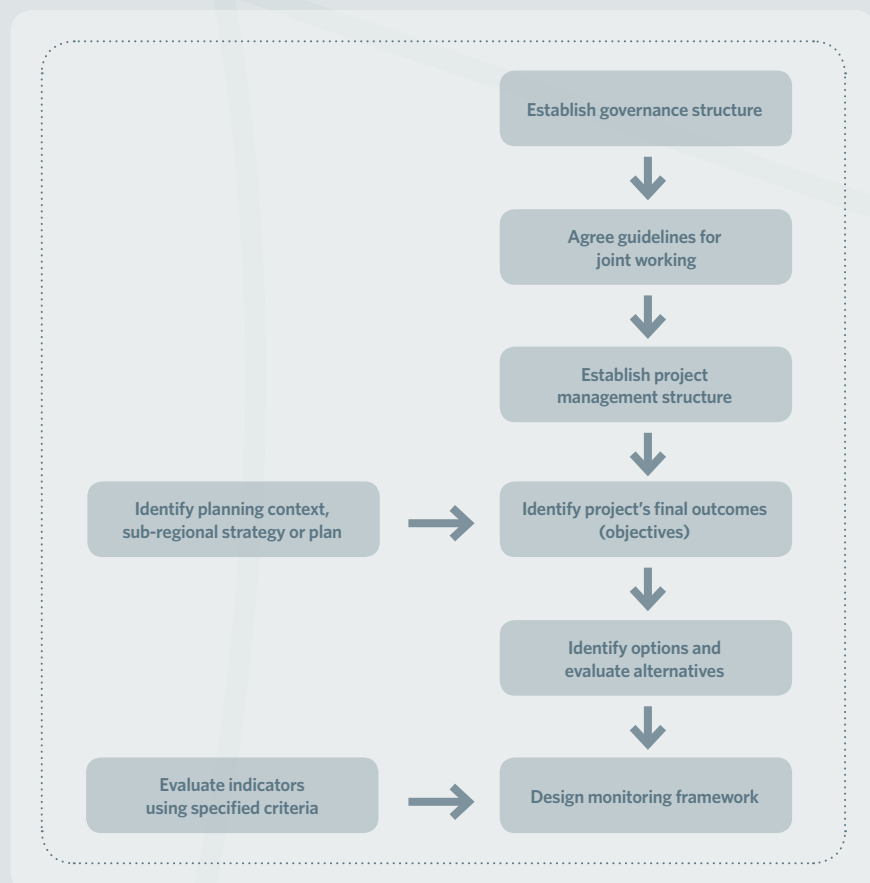 Establish governance structure
Agree guidelines for
joint working
Establish project
management structure
Identify planning context,
sub-regional strategy or plan
Identify project's final outcomes
(objectives)
Identify options and
evaluate alternatives
Evaluate indicators
using specified criteria
Design monitoring framework